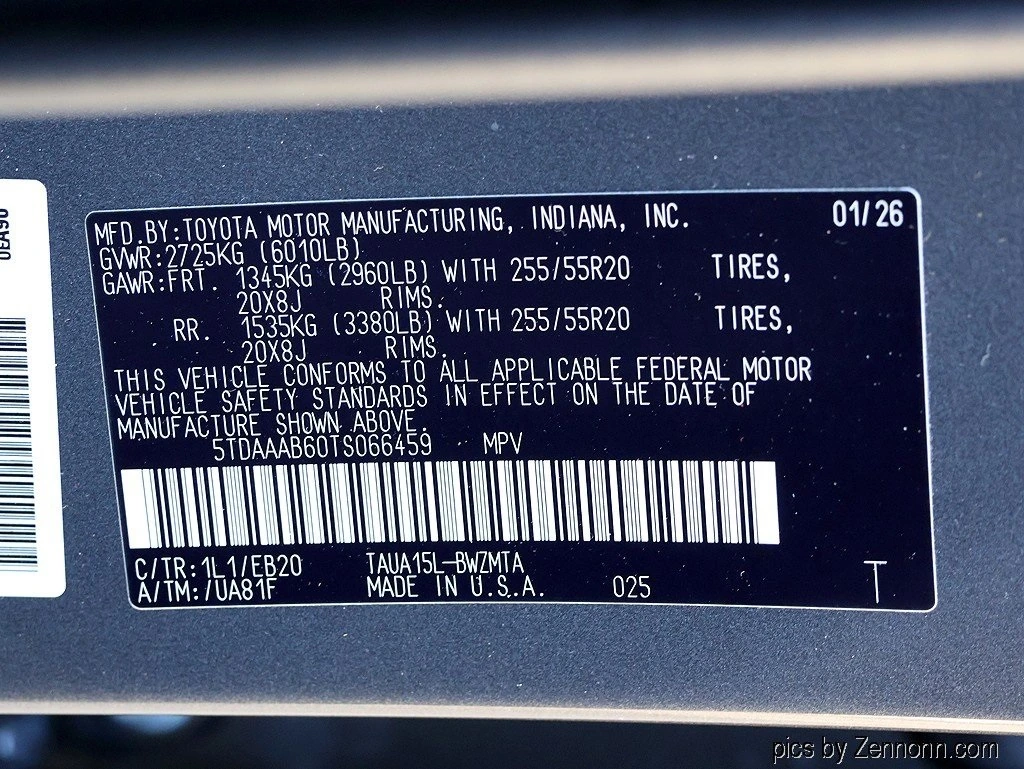 MFD.BY:TOYOTA MOTOR MANUFACTURING, INDIANA, INC. 01/26
GVWR:2725KG (6010LB)
GAWR:FRT. 1345KG (2960LB) WITH 255/55R20 TIRES,
20X8J RIMS.
RR. 1535KG (3380LB) WITH 255/55R20 TIRES,
20X8J RIMS.
THIS VEHICLE CONFORMS TO ALL APPLICABLE FEDERAL MOTOR
VEHICLE SAFETY STANDARDS IN EFFECT ON THE DATE OF
MANUFACTURE SHOWN ABOVE.
5TDAAAB60TS066459 MPV
C/TR:1L1/EB20 TAUA15L-BWZMTA
A/TM:/UA81F MADE IN U.S.A. 025 T
pics by Zennonn.com